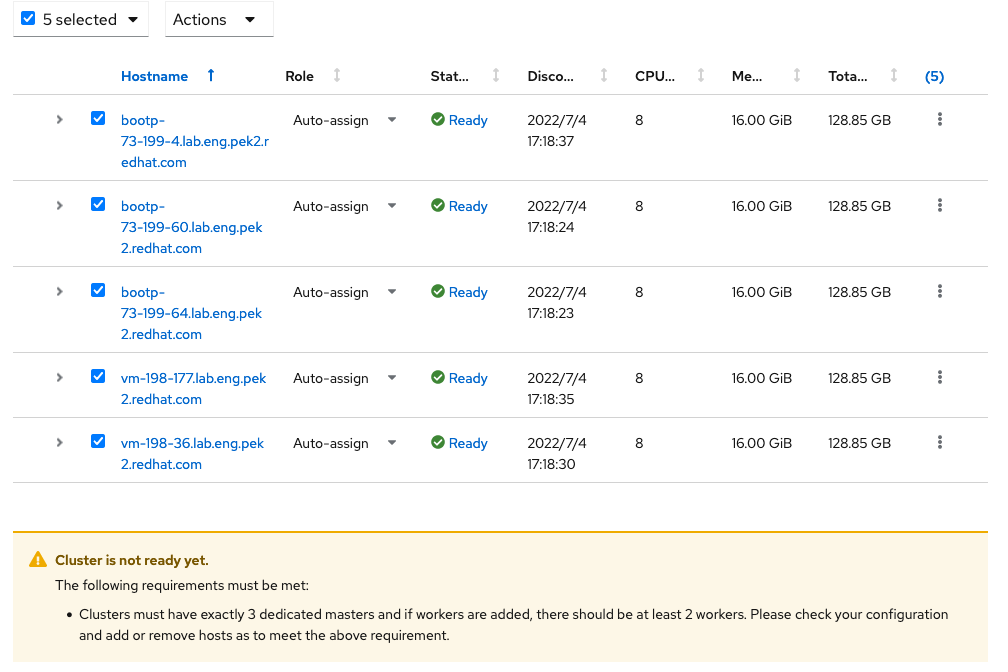 5 selected Actions
Hostname Role Stat... Disco... CPU... Me... Tota... (5)
bootp- Auto-assign Ready 2022/7/4 8 16.00 GiB 128.85 GB
73-199-4.lab.eng.pek2.r 17:18:37
edhat.com
bootp- Auto-assign Ready 2022/7/4 8 16.00 GiB 128.85 GB
73-199-60.lab.eng.pek 17:18:24
2.redhat.com
bootp- Auto-assign Ready 2022/7/4 8 16.00 GiB 128.85 GB
73-199-64.lab.eng.pek 17:18:23
2.redhat.com
vm-198-177.lab.eng.pek Auto-assign Ready 2022/7/4 8 16.00 GiB 128.85 GB
2.redhat.com 17:18:35
vm-198-36.lab.eng.pek Auto-assign Ready 2022/7/4 8 16.00 GiB 128.85 GB
2.redhat.com 17:18:30
Cluster is not ready yet.
The following requirements must be met:
• Clusters must have exactly 3 dedicated masters and if workers are added, there should be at least 2 workers. Please check your configuration
and add or remove hosts as to meet the above requirement.